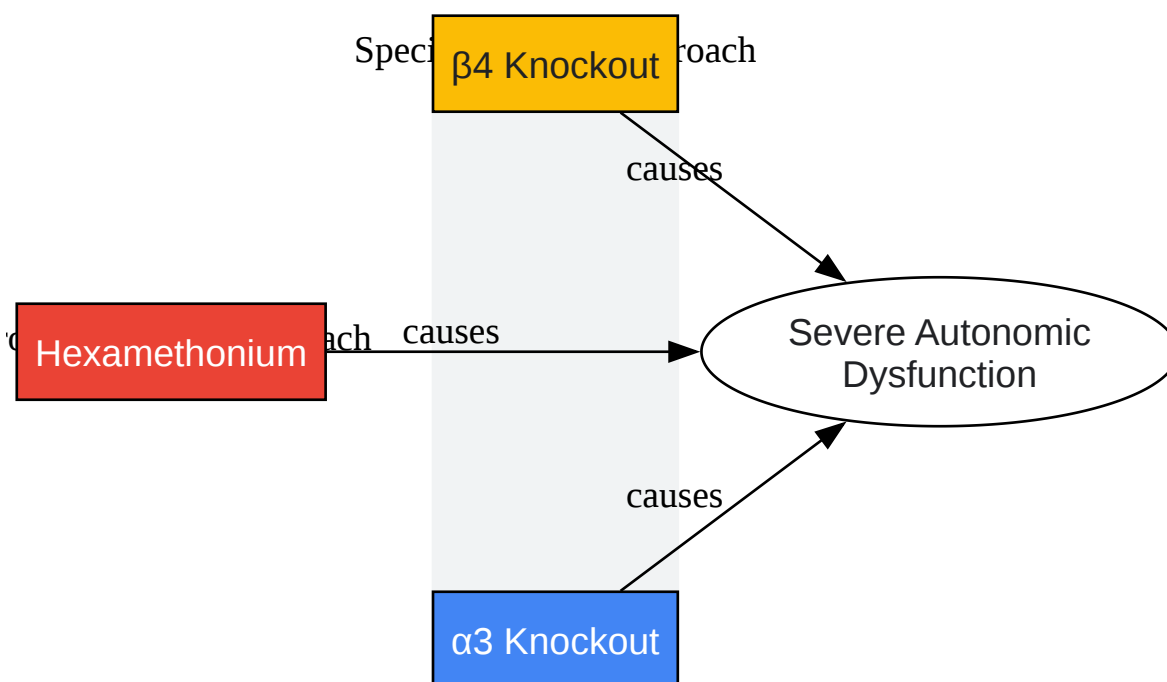 β4 Knockout
causes
Hexamethonium
causes
Severe Autonomic
Dysfunction
causes
α3 Knockout